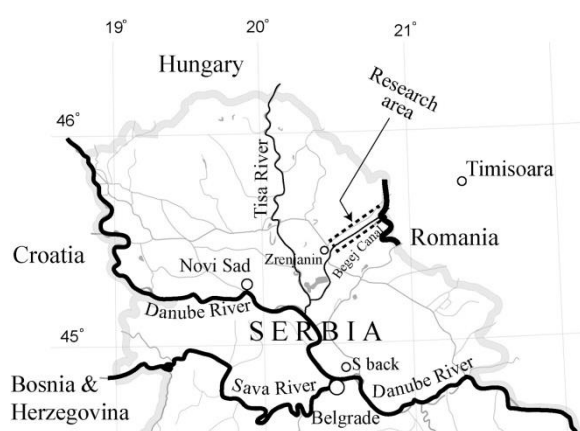 19°
20°
21°
Hungary
Research
area
46°
Tisa River
Timisoara
Zrenjanin
Begej Canal
Romania
Croatia
Novi Sad
Danube River
SERBIA
45°
S back
Bosnia &
Herzegovina
Sava River
Danube River
Belgrade